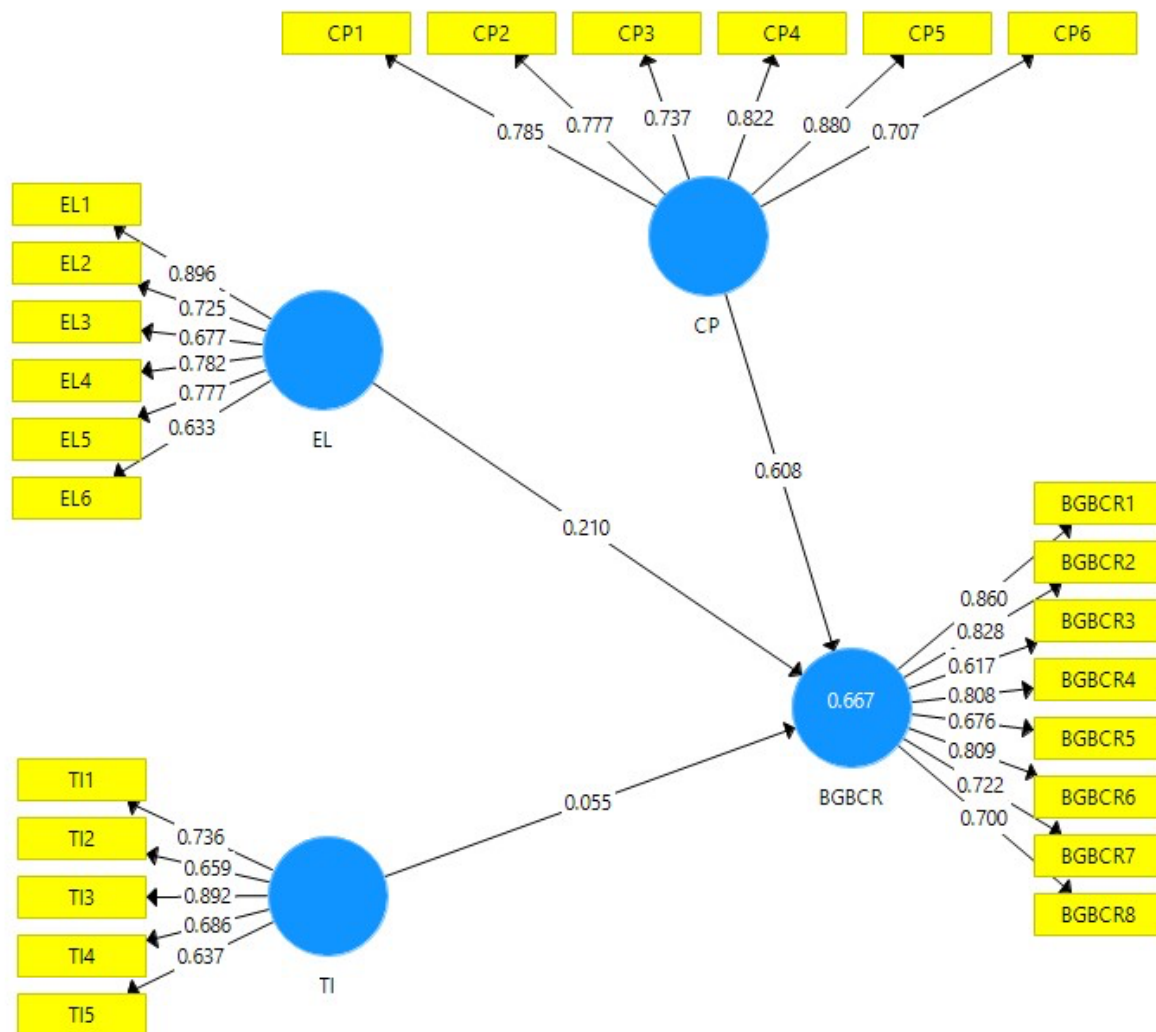 CP1 CP2 CP3 CP4 CP5 CP6
0.785 0.777 0.737 0.822 0.880 0.707
CP
EL1
EL2
EL3
EL4
EL5
EL6
0.896
0.725
0.677
0.782
0.777
0.633
EL
0.608
0.210
0.055
TI1
TI2
TI3
TI4
TI5
0.736
0.659
0.892
0.686
0.637
TI
0.667
BGBCR
0.860
0.828
0.617
0.808
0.676
0.809
0.722
0.700
BGBCR1
BGBCR2
BGBCR3
BGBCR4
BGBCR5
BGBCR6
BGBCR7
BGBCR8